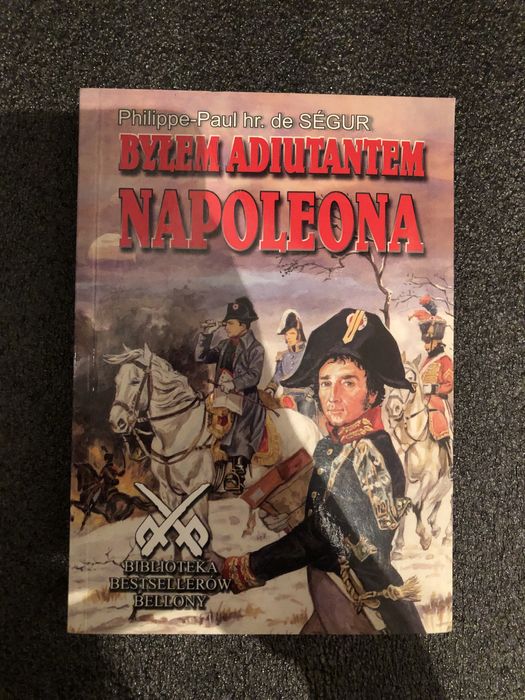 Philippe-Paul hr. de SÉGUR
BYŁEM ADIUTANTEM
NAPOLEONA
BIBLIOTEKA
BESTSELLERÓW
BELLONY